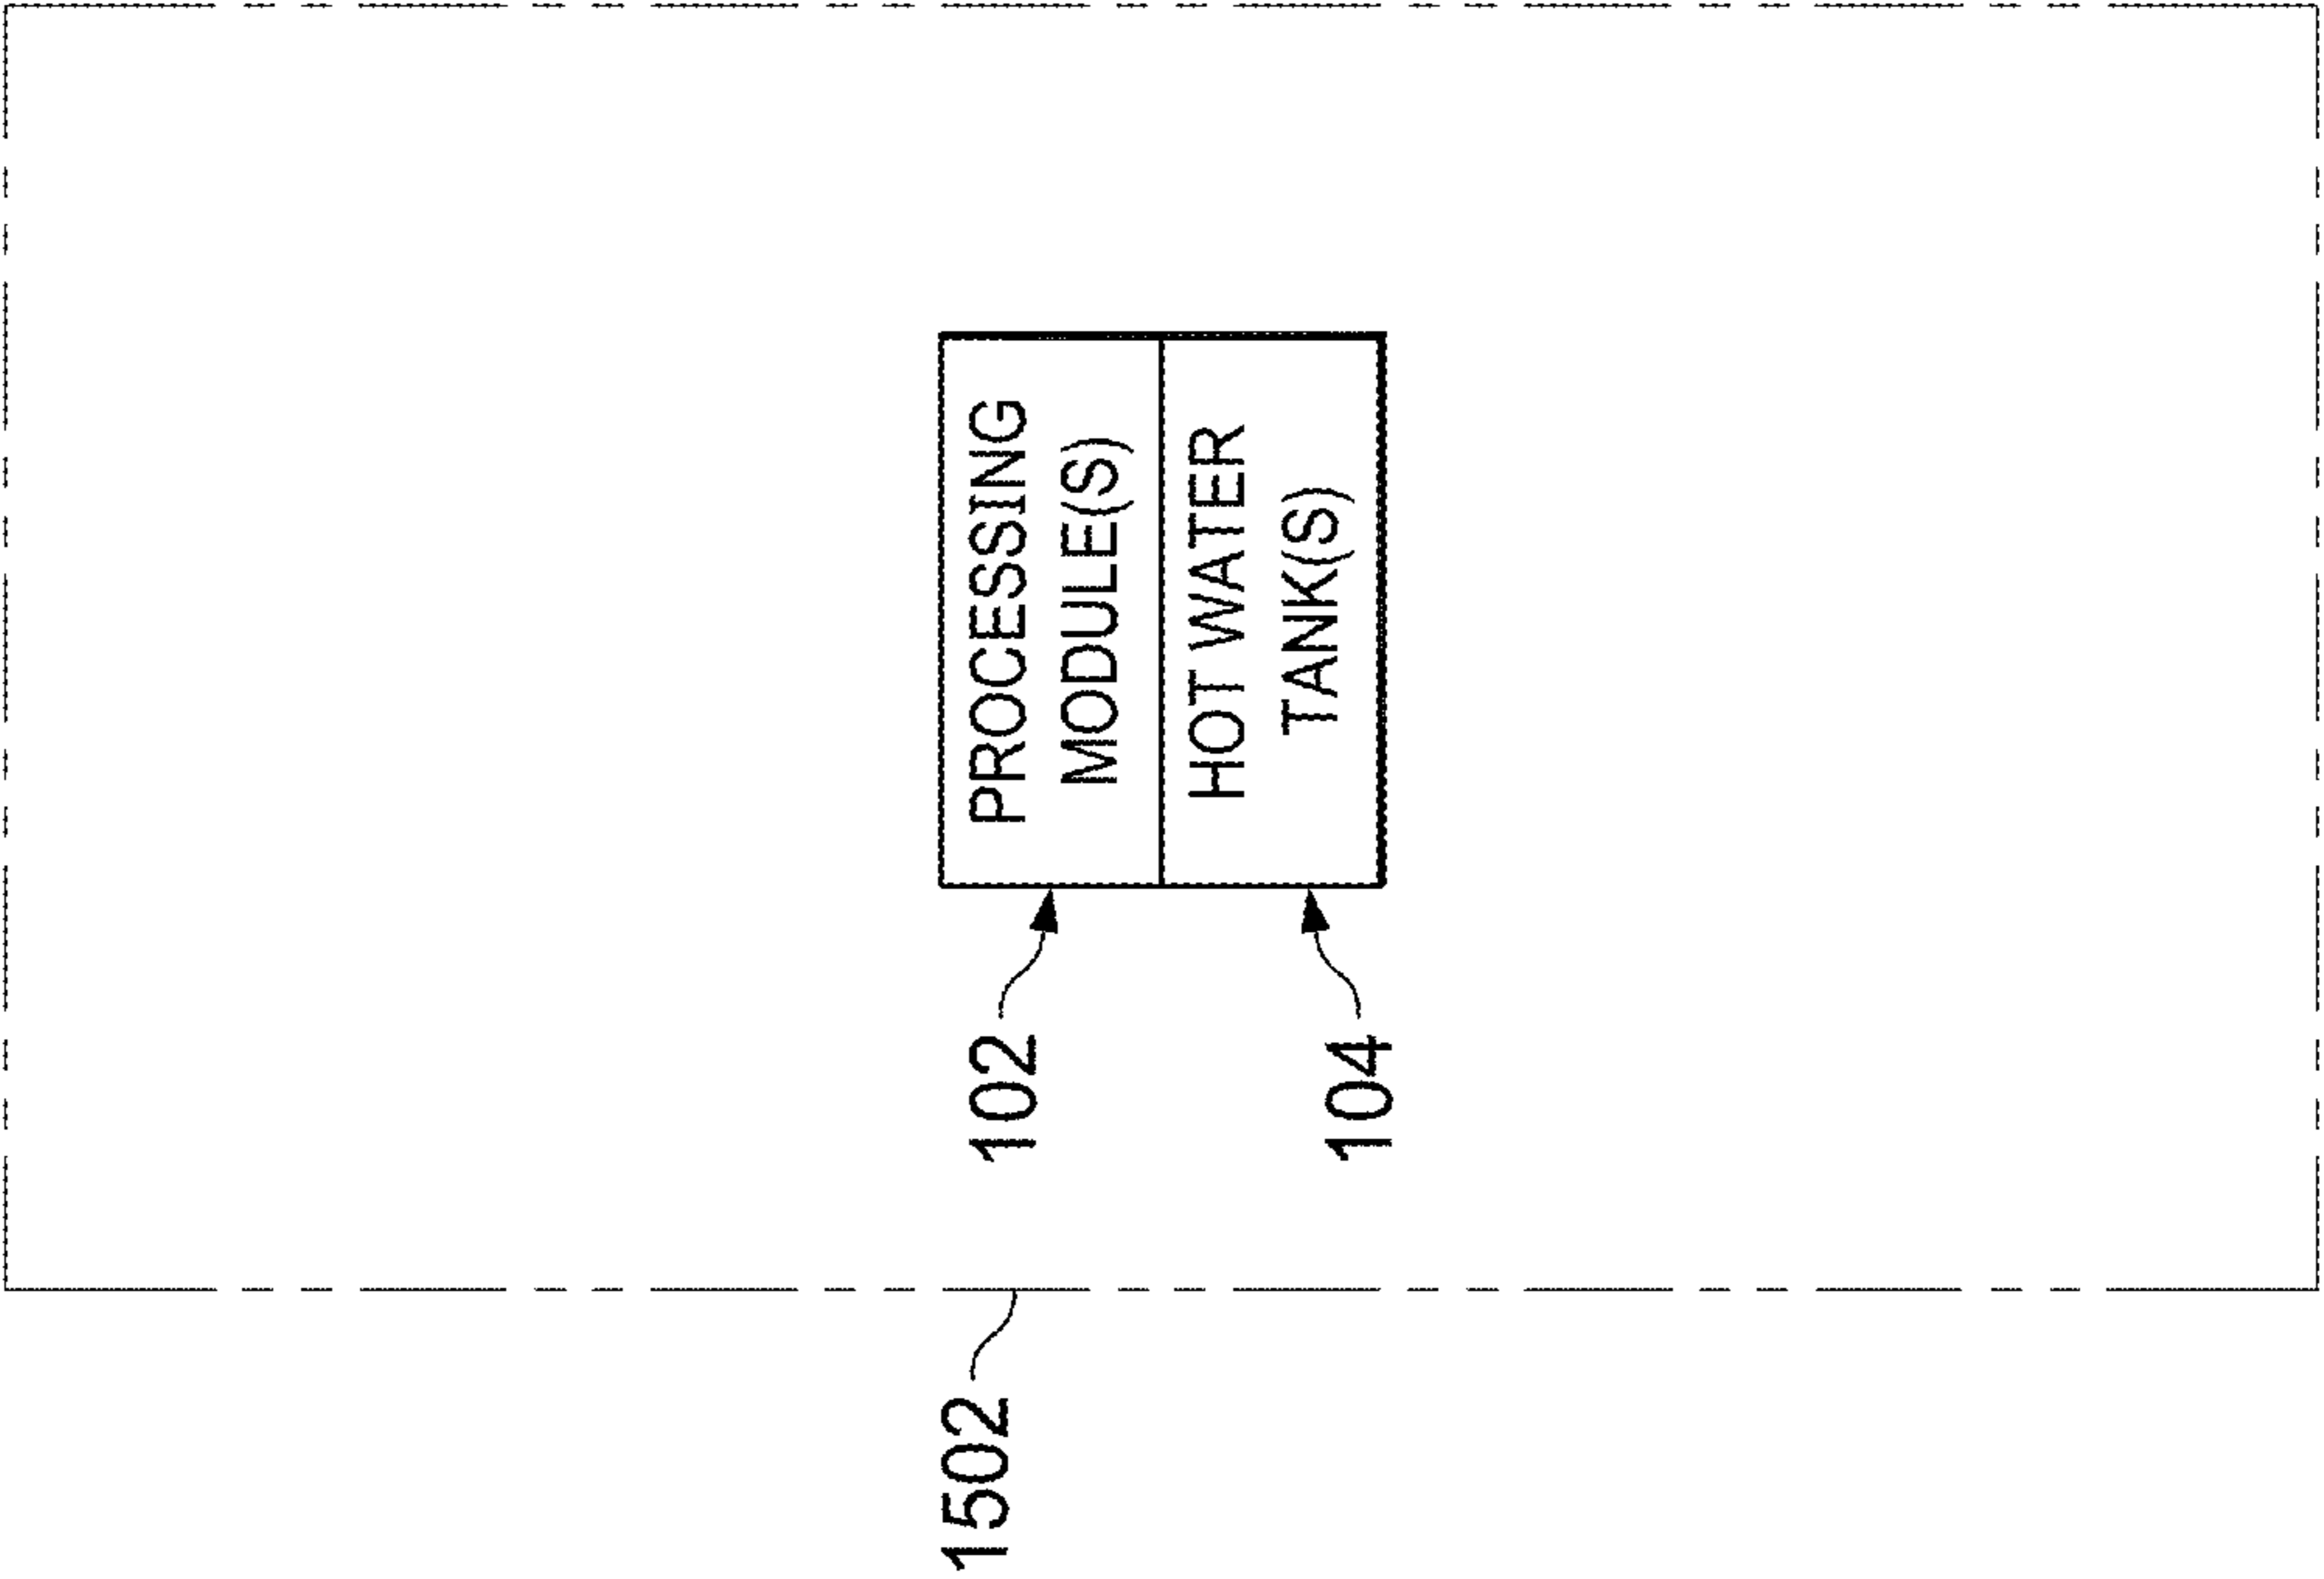 1502
102
PROCESSING
MODULE(S)
HOT WATER
TANK(S)
104